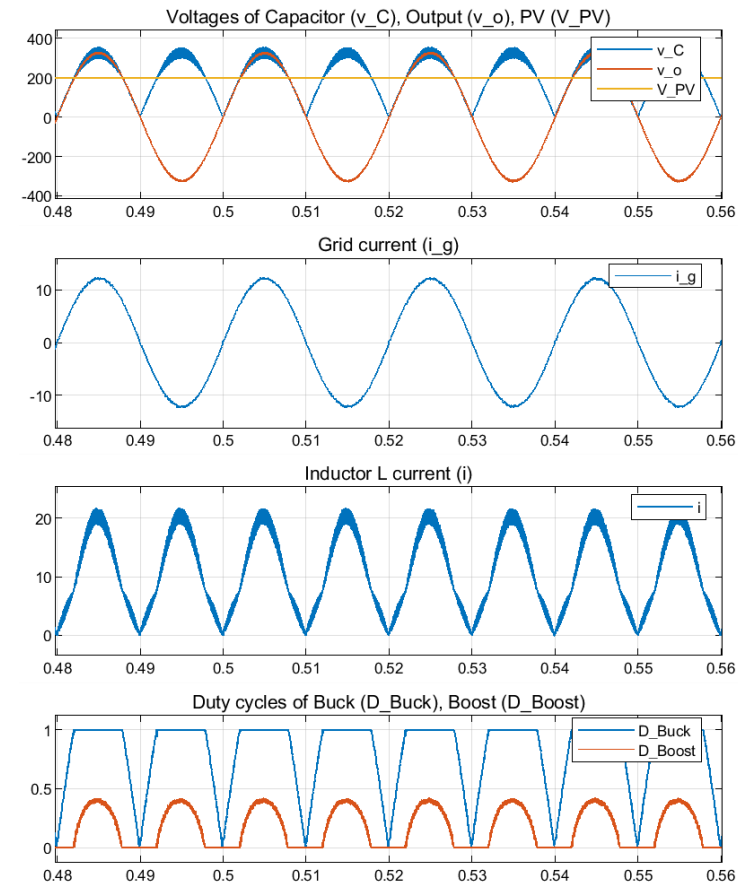 Voltages of Capacitor (v_C), Output (v_o), PV (V_PV)
400
200
0
-200
-400
v_C
v_o
V_PV
0.48 0.49 0.5 0.51 0.52 0.53 0.54 0.55 0.56
Grid current (i_g)
10
0
-10
i_g
0.48 0.49 0.5 0.51 0.52 0.53 0.54 0.55 0.56
Inductor L current (i)
20
10
0
i
0.48 0.49 0.5 0.51 0.52 0.53 0.54 0.55 0.56
Duty cycles of Buck (D_Buck), Boost (D_Boost)
1
0.5
0
D_Buck
D_Boost
0.48 0.49 0.5 0.51 0.52 0.53 0.54 0.55 0.56